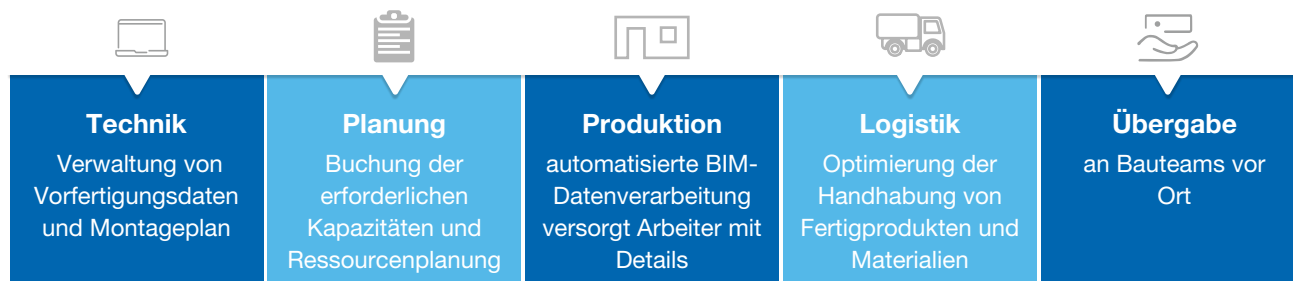 Technik
Verwaltung von
Vorfertigungsdaten
und Montageplan
Planung
Buchung der
erforderlichen
Kapazitäten und
Ressourcenplanung
Produktion
automatisierte BIM-
Datenverarbeitung
versorgt Arbeiter mit
Details
Logistik
Optimierung der
Handhabung von
Fertigprodukten und
Materialien
Übergabe
an Bauteams vor
Ort